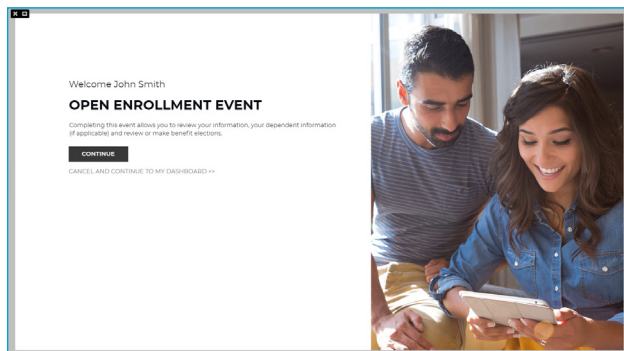 Welcome John Smith
OPEN ENROLLMENT EVENT
Completing this event allows you to review your information, your dependent information
(if applicable) and review or make benefit elections.
CONTINUE
CANCEL AND CONTINUE TO MY DASHBOARD >>